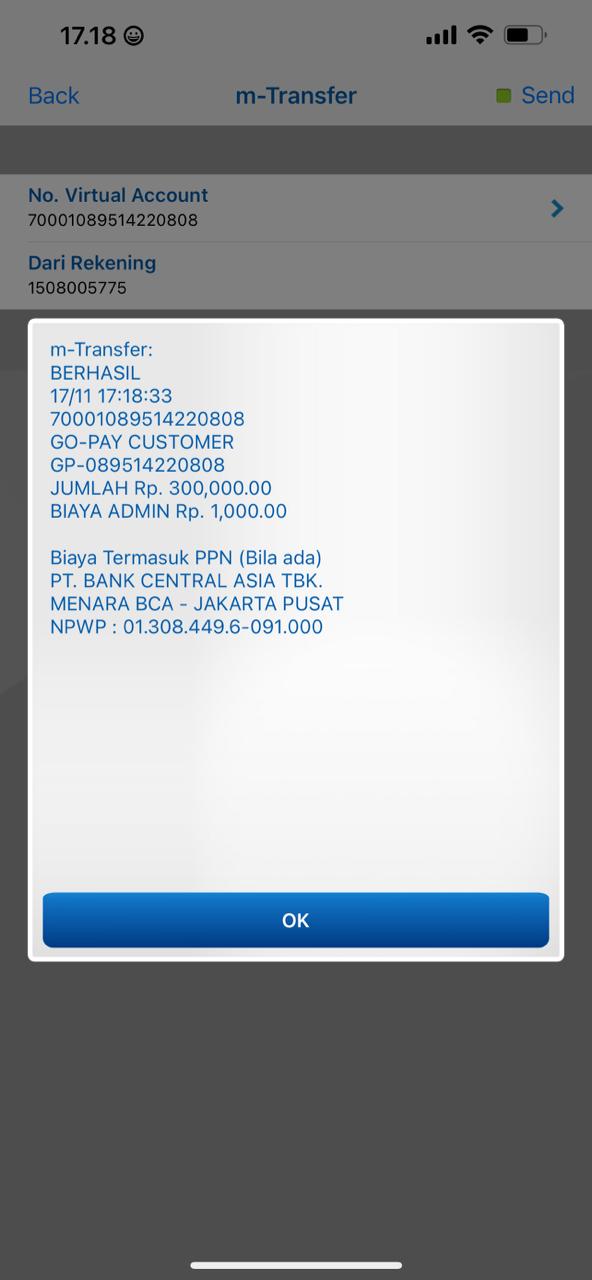 17.18
Back
m-Transfer
Send
No. Virtual Account
70001089514220808
Dari Rekening
1508005775
m-Transfer:
BERHASIL
17/11 17:18:33
70001089514220808
GO-PAY CUSTOMER
GP-089514220808
JUMLAH Rp. 300,000.00
BIAYA ADMIN Rp. 1,000.00
Biaya Termasuk PPN (Bila ada)
PT. BANK CENTRAL ASIA TBK.
MENARA BCA - JAKARTA PUSAT
NPWP : 01.308.449.6-091.000
OK